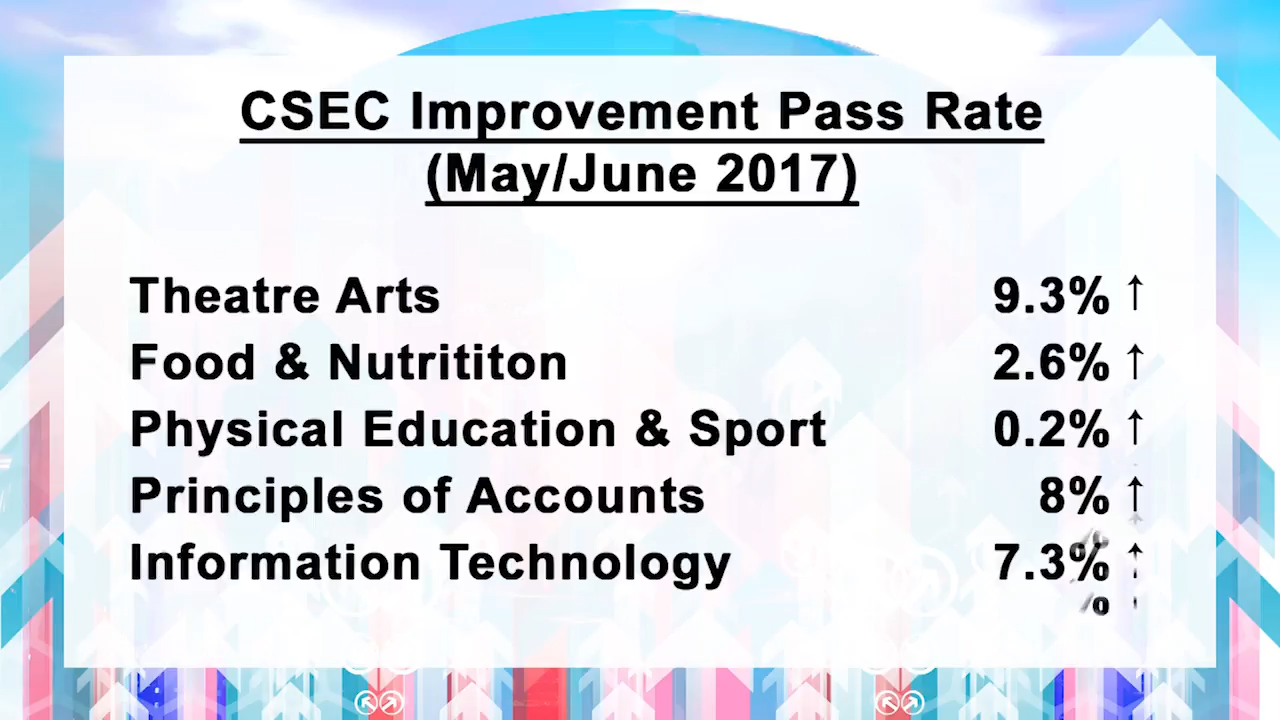 CSEC Improvement Pass Rate
(May/June 2017)
Theatre Arts 9.3% ↑
Food & Nutrititon 2.6% ↑
Physical Education & Sport 0.2% ↑
Principles of Accounts 8% ↑
Information Technology 7.3% ↑